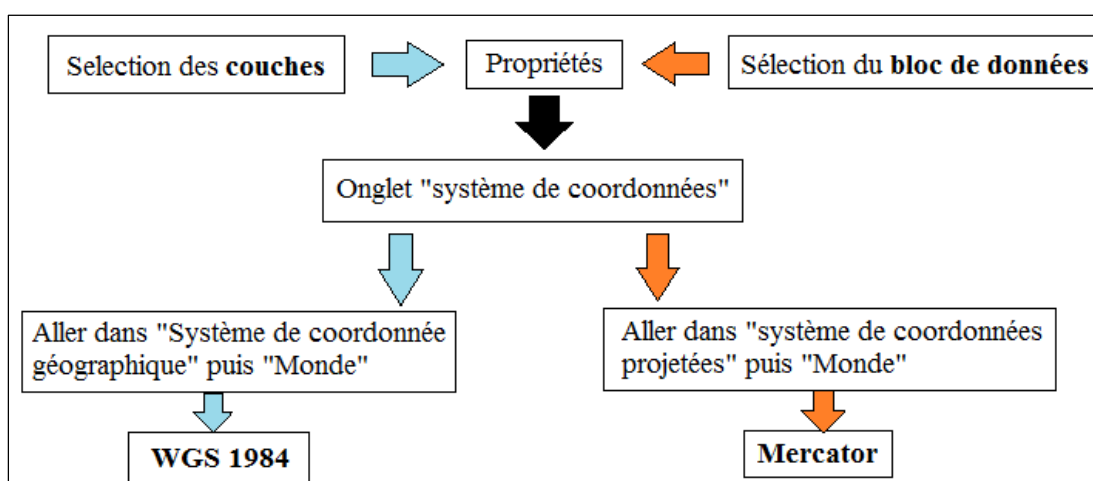 Selection des couches
Propriétés
Sélection du bloc de données
Onglet "système de coordonnées"
Aller dans "Système de coordonnée
géographique" puis "Monde"
Aller dans "système de coordonnées
projetées" puis "Monde"
WGS 1984
Mercator